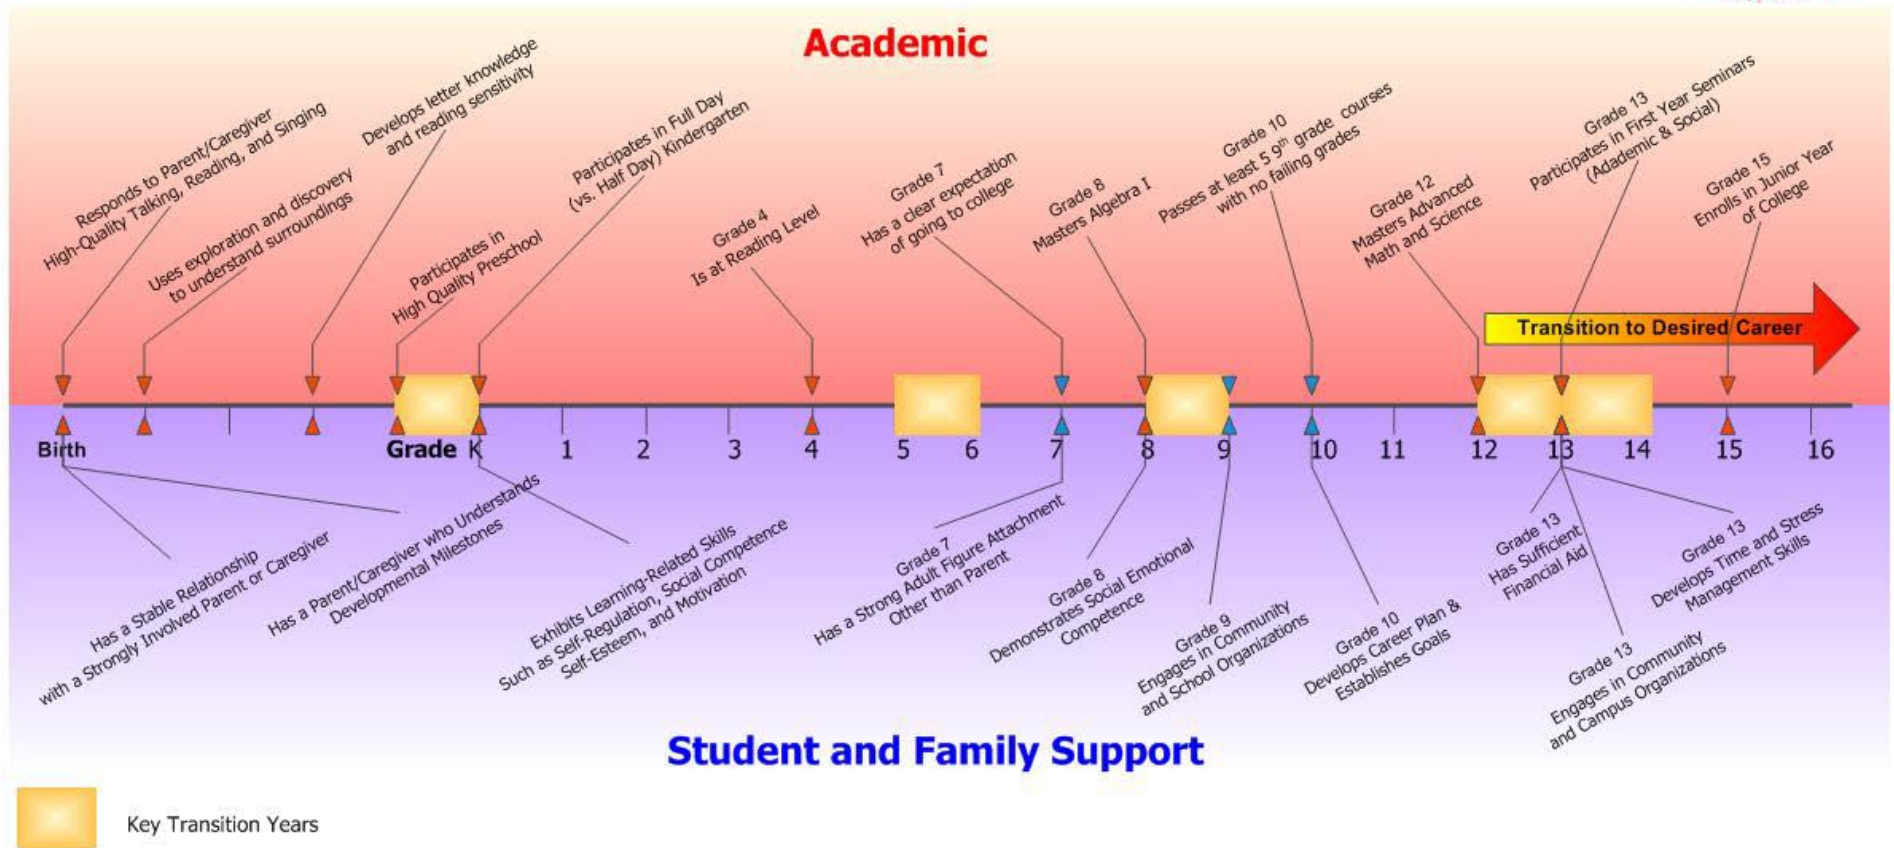 Academic
Responds to Parent/Caregiver
High-Quality Talking, Reading, and Singing
Uses exploration and discovery
to understand surroundings
Develops letter knowledge
and reading sensitivity
Participates in
High Quality Preschool
Participates in Full Day
(vs. Half Day) Kindergarten
Grade 4
Is at Reading Level
Grade 7
Has a clear expectation
of going to college
Grade 8
Masters Algebra I
Grade 10
Passes at least 5 9th grade courses
with no failing grades
Grade 12
Masters Advanced
Math and Science
Grade 13
Participates in First Year Seminars
(Adademic & Social)
Grade 15
Enrolls in Junior Year
of College
Transition to Desired Career
Birth Grade K 1 2 3 4 5 6 7 8 9 10 11 12 13 14 15 16
Has a Stable Relationship
with a Strongly Involved Parent or Caregiver
Has a Parent/Caregiver who Understands
Developmental Milestones
Exhibits Learning-Related Skills
Such as Self-Regulation, Social Competence
Self-Esteem, and Motivation
Grade 7
Has a Strong Adult Figure Attachment
Other than Parent
Grade 8
Demonstrates Social Emotional
Competence
Grade 9
Engages in Community
and School Organizations
Grade 10
Develops Career Plan &
Establishes Goals
Grade 13
Has Sufficient
Financial Aid
Grade 13
Engages in Community
and Campus Organizations
Grade 13
Develops Time and Stress
Management Skills
Student and Family Support
Key Transition Years